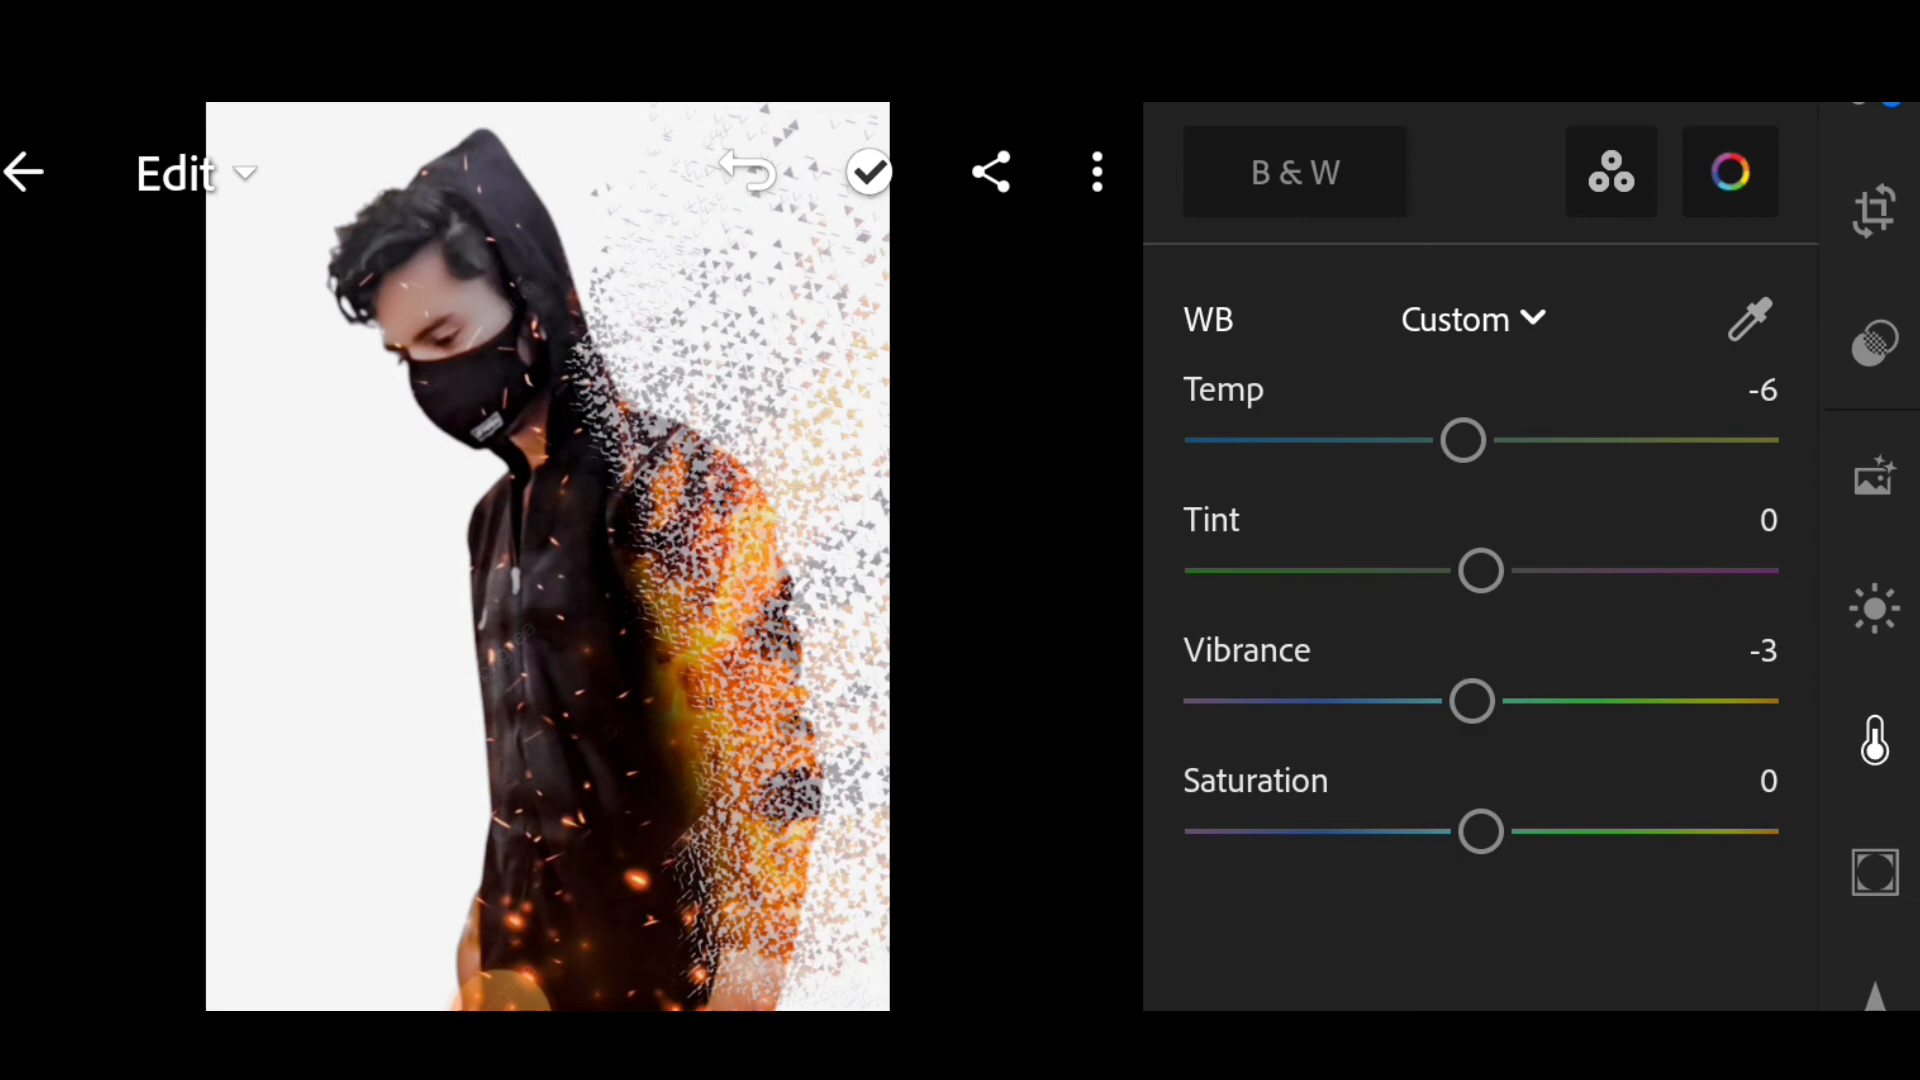 Edit
B & W
WB
Custom
Temp
-6
Tint
0
Vibrance
-3
Saturation
0